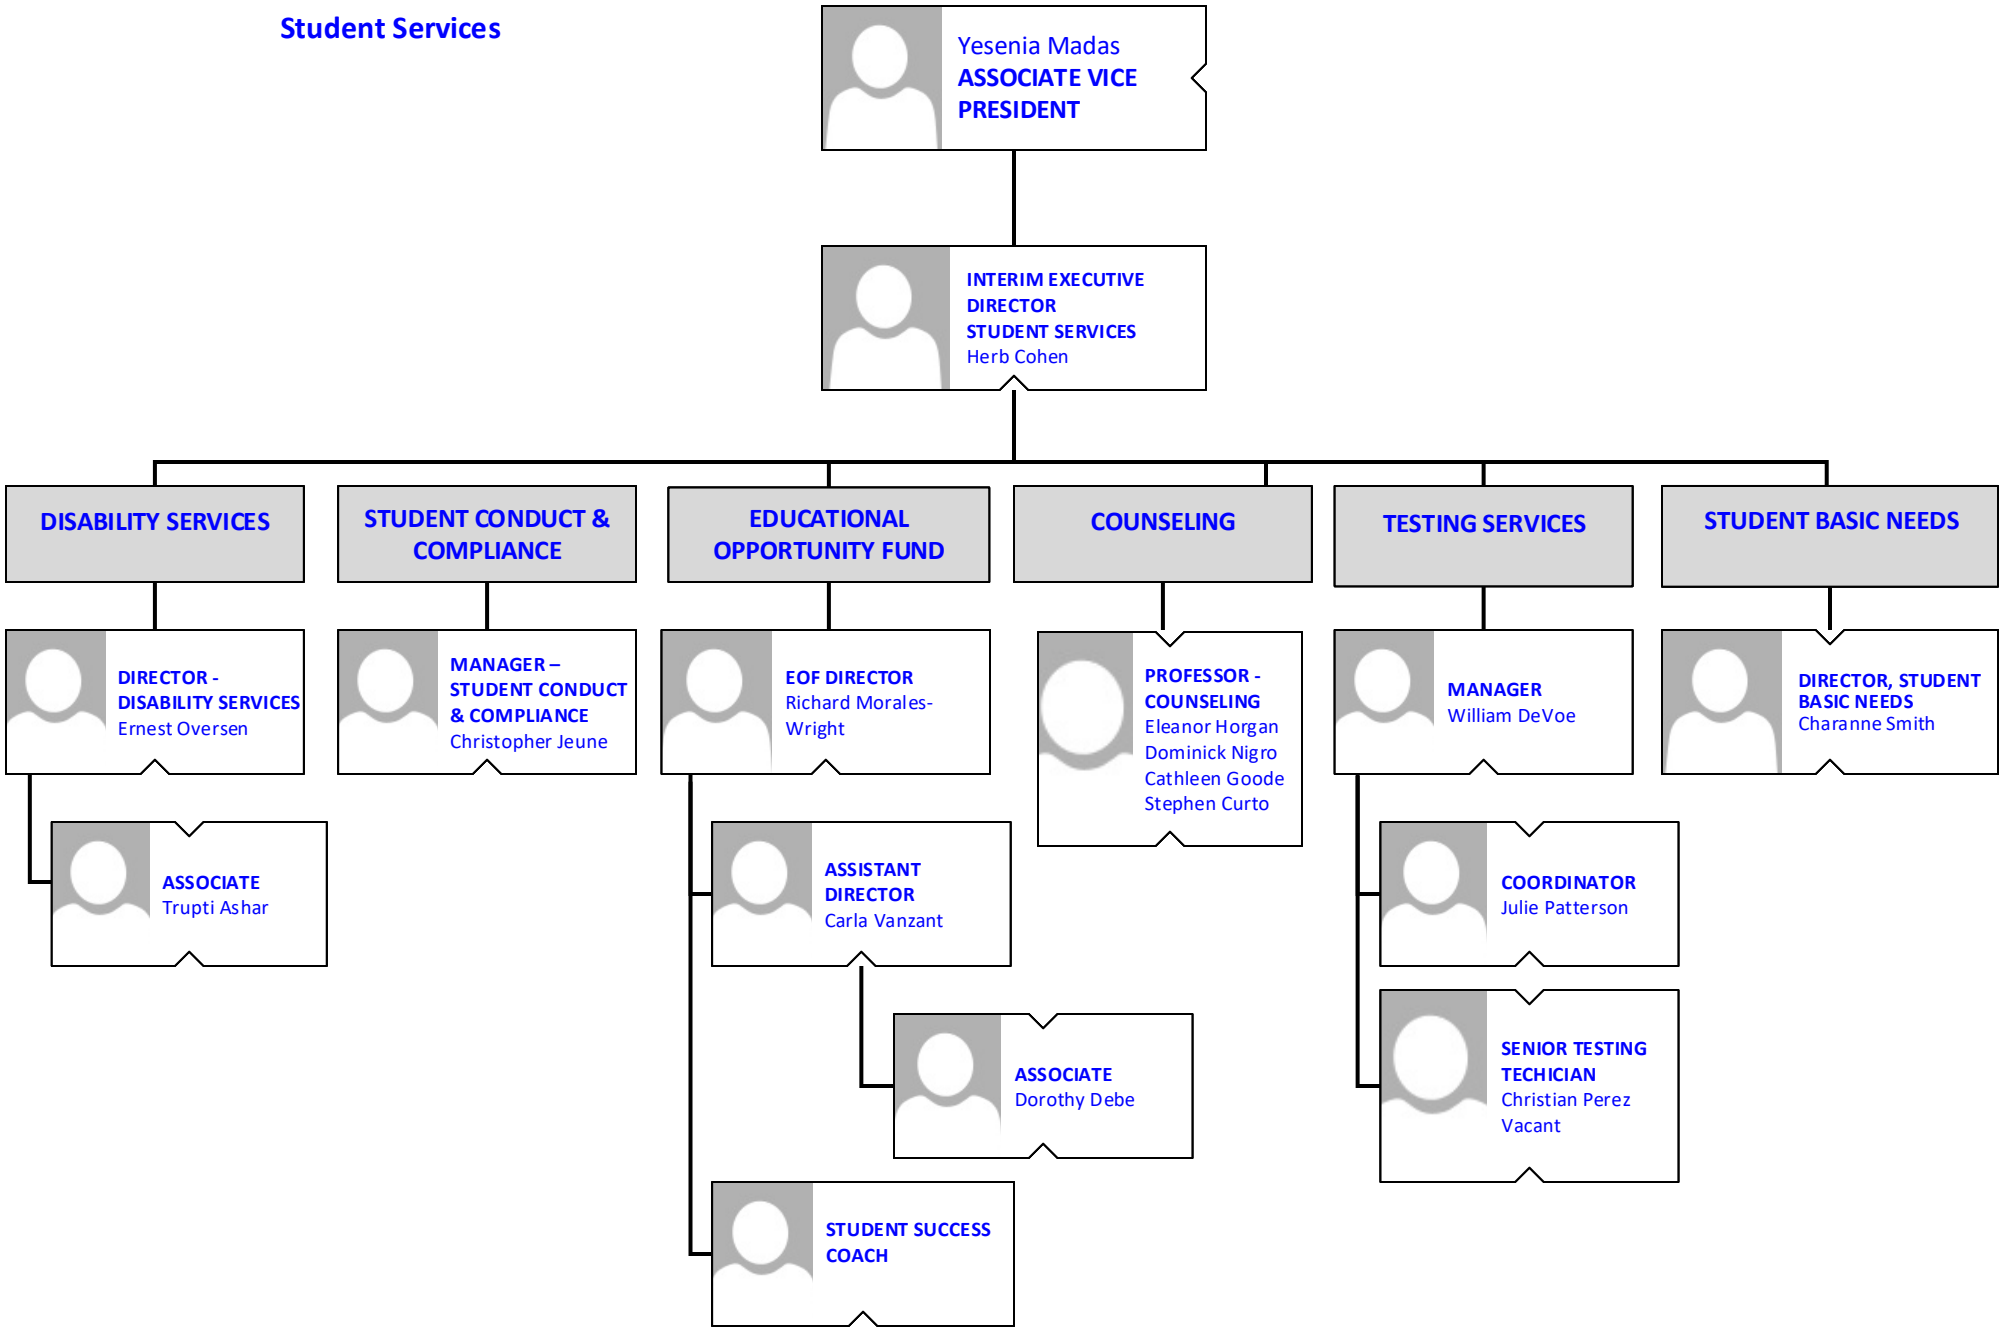 Student Services
Yesenia Madas
ASSOCIATE VICE
PRESIDENT
INTERIM EXECUTIVE
DIRECTOR
STUDENT SERVICES
Herb Cohen
DISABILITY SERVICES
STUDENT CONDUCT &
COMPLIANCE
EDUCATIONAL
OPPORTUNITY FUND
COUNSELING
TESTING SERVICES
STUDENT BASIC NEEDS
DIRECTOR -
DISABILITY SERVICES
Ernest Oversen
MANAGER –
STUDENT CONDUCT
& COMPLIANCE
Christopher Jeune
EOF DIRECTOR
Richard Morales-
Wright
PROFESSOR -
COUNSELING
Eleanor Horgan
Dominick Nigro
Cathleen Goode
Stephen Curto
MANAGER
William DeVoe
DIRECTOR, STUDENT
BASIC NEEDS
Charanne Smith
ASSOCIATE
Trupti Ashar
ASSISTANT
DIRECTOR
Carla Vanzant
COORDINATOR
Julie Patterson
ASSOCIATE
Dorothy Debe
SENIOR TESTING
TECHICIAN
Christian Perez
Vacant
STUDENT SUCCESS
COACH